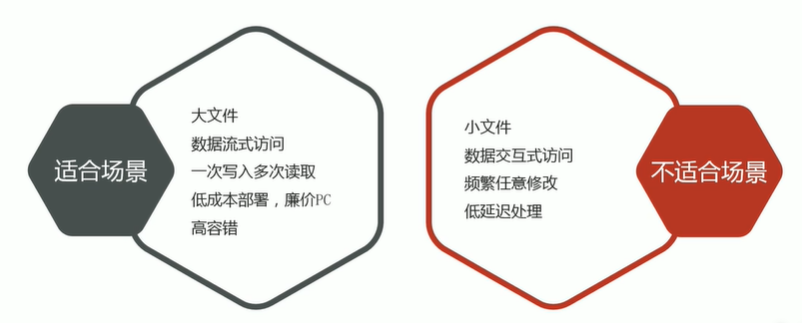 适合场景
大文件
数据流式访问
一次写入多次读取
低成本部署，廉价PC
高容错
小文件
数据交互式访问
频繁任意修改
低延迟处理
不适合场景